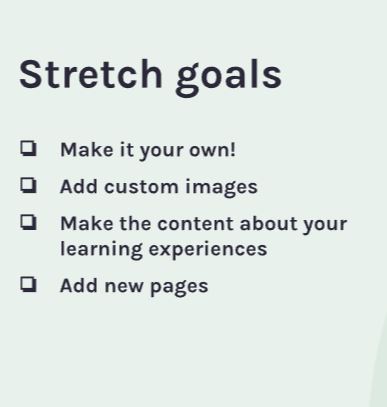 Stretch goals
❏ Make it your own!
❏ Add custom images
❏ Make the content about your
learning experiences
❏ Add new pages